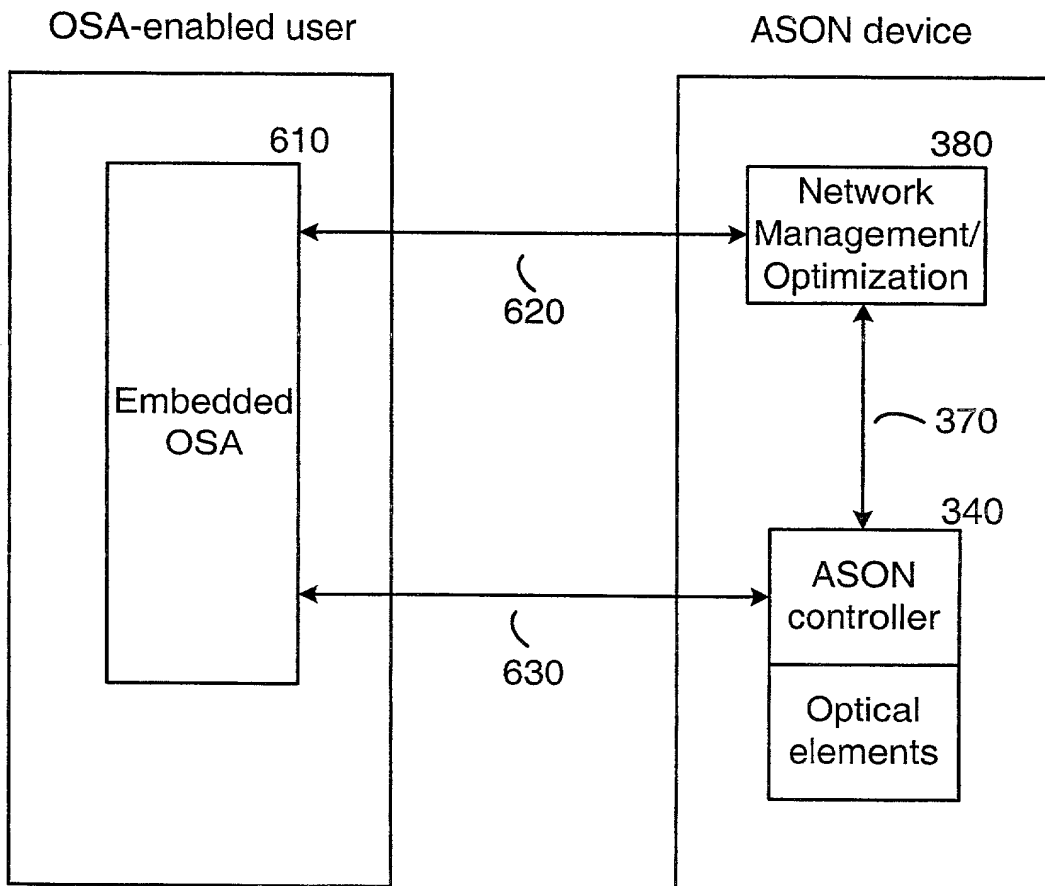 OSA-enabled user
ASON device
610
380
Network
Management/
Optimization
620
Embedded
OSA
370
340
ASON
controller
630
Optical
elements